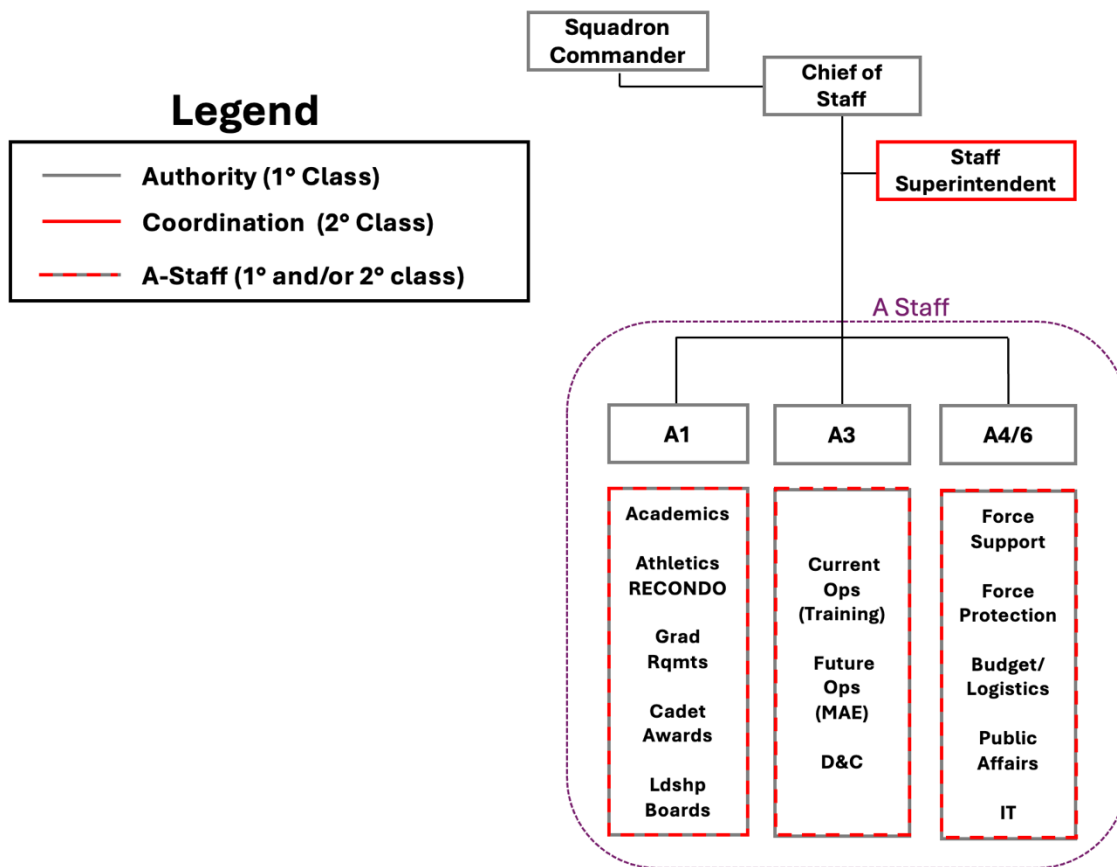 Squadron
Commander
Chief of
Staff
Legend
Authority (1° Class)
Coordination (2° Class)
A-Staff (1° and/or 2° class)
Staff
Superintendent
A Staff
A1
A3
A4/6
Academics
Athletics
RECONDO
Grad
Rqmts
Cadet
Awards
Ldshp
Boards
Current
Ops
(Training)
Future
Ops
(MAE)
D&C
Force
Support
Force
Protection
Budget/
Logistics
Public
Affairs
IT